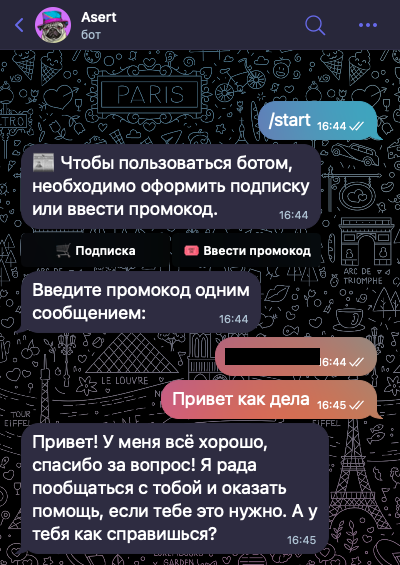 Asert
бот
PARIS
/start 16:44
📰 Чтобы пользоваться ботом,
необходимо оформить подписку
или ввести промокод.
16:44
🛒 Подписка
🎟 Ввести промокод
ARC DE
TRIOMPHE
Введите промокод одним
сообщением:
16:44
16:44
LE LOUVRE
Привет как дела 16:45
TOUR
EIFFEL
Привет! У меня всё хорошо,
спасибо за вопрос! Я рада
пообщаться с тобой и оказать
помощь, если тебе это нужно. А у
тебя как справишься?
16:45
GARDEN